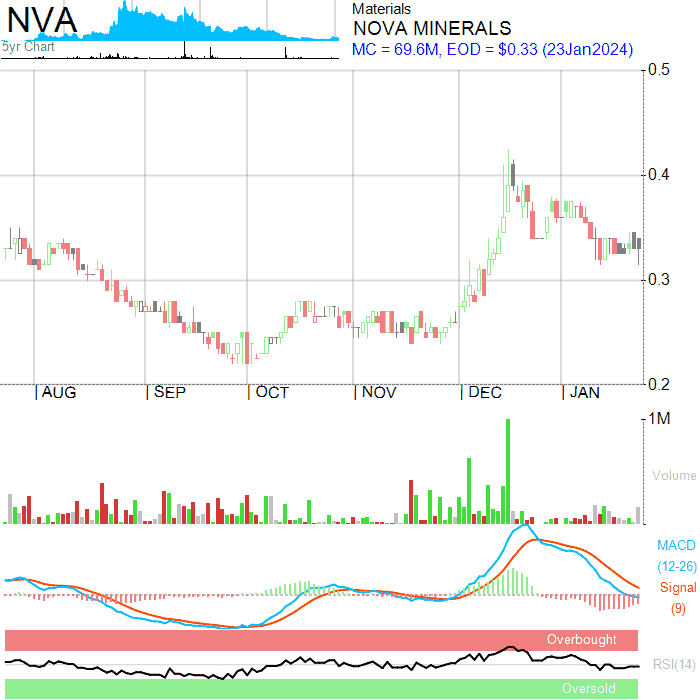 NVA
5yr Chart
Materials
NOVA MINERALS
MC = 69.6M, EOD = $0.33 (23Jan2024)
0.5
0.4
0.3
0.2
AUG SEP OCT NOV DEC JAN
1M
Volume
MACD
(12-26)
Signal
(9)
Overbought
RSI(14)
Oversold